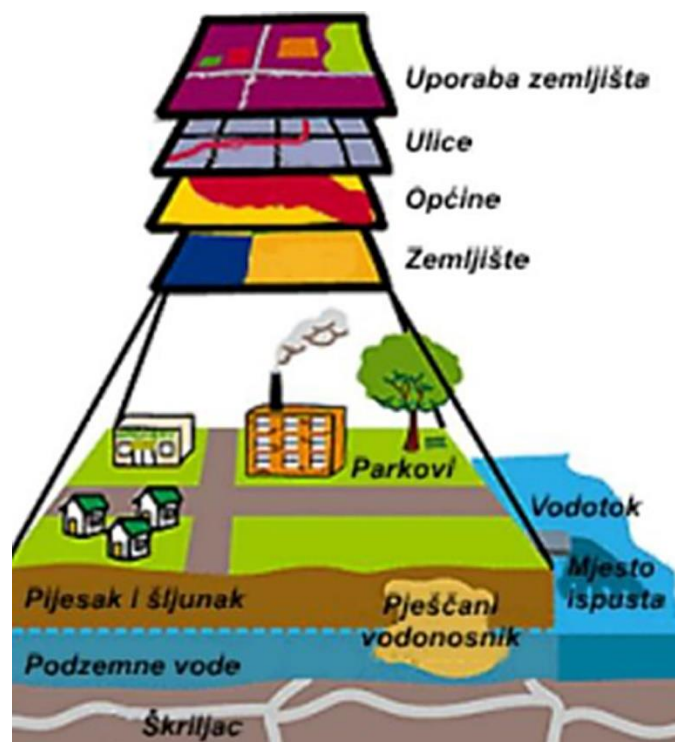 Uporaba zemljišta
Ulice
Općine
Zemljište
Parkovi
Vodotok
Mjesto
ispusta
Pijesak i šljunak
Pješčani
vodonosnik
Podzemne vode
Škriljac